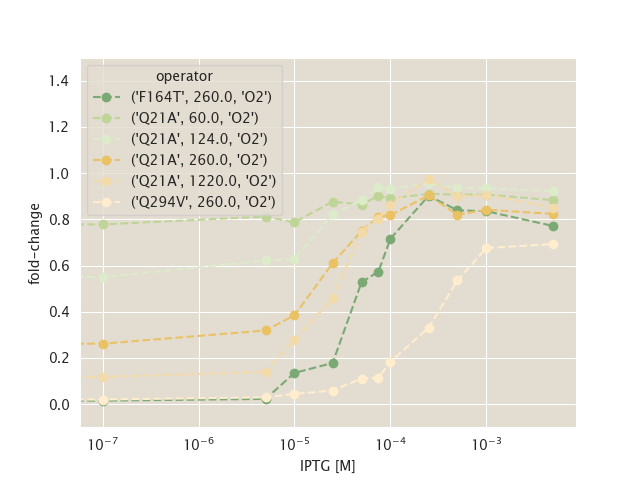 operator
('F164T', 260.0, 'O2')
('Q21A', 60.0, 'O2')
('Q21A', 124.0, 'O2')
('Q21A', 260.0, 'O2')
('Q21A', 1220.0, 'O2')
('Q294V', 260.0, 'O2')
fold−change
1.4
1.2
1.0
0.8
0.6
0.4
0.2
0.0
10⁻⁷ 10⁻⁶ 10⁻⁵ 10⁻⁴ 10⁻³
IPTG [M]